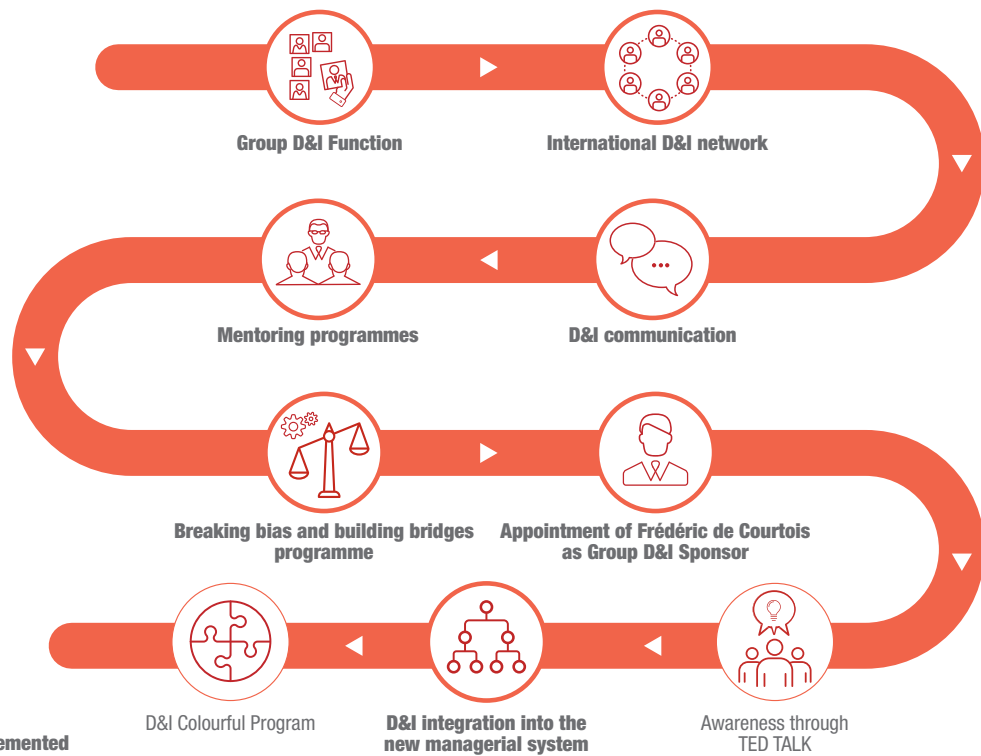 Group D&I Function
International D&I network
D&I communication
Mentoring programmes
Breaking bias and building bridges
programme
Appointment of Frédéric de Courtois
as Group D&I Sponsor
Awareness through
TED TALK
D&I integration into the
new managerial system
D&I Colourful Program